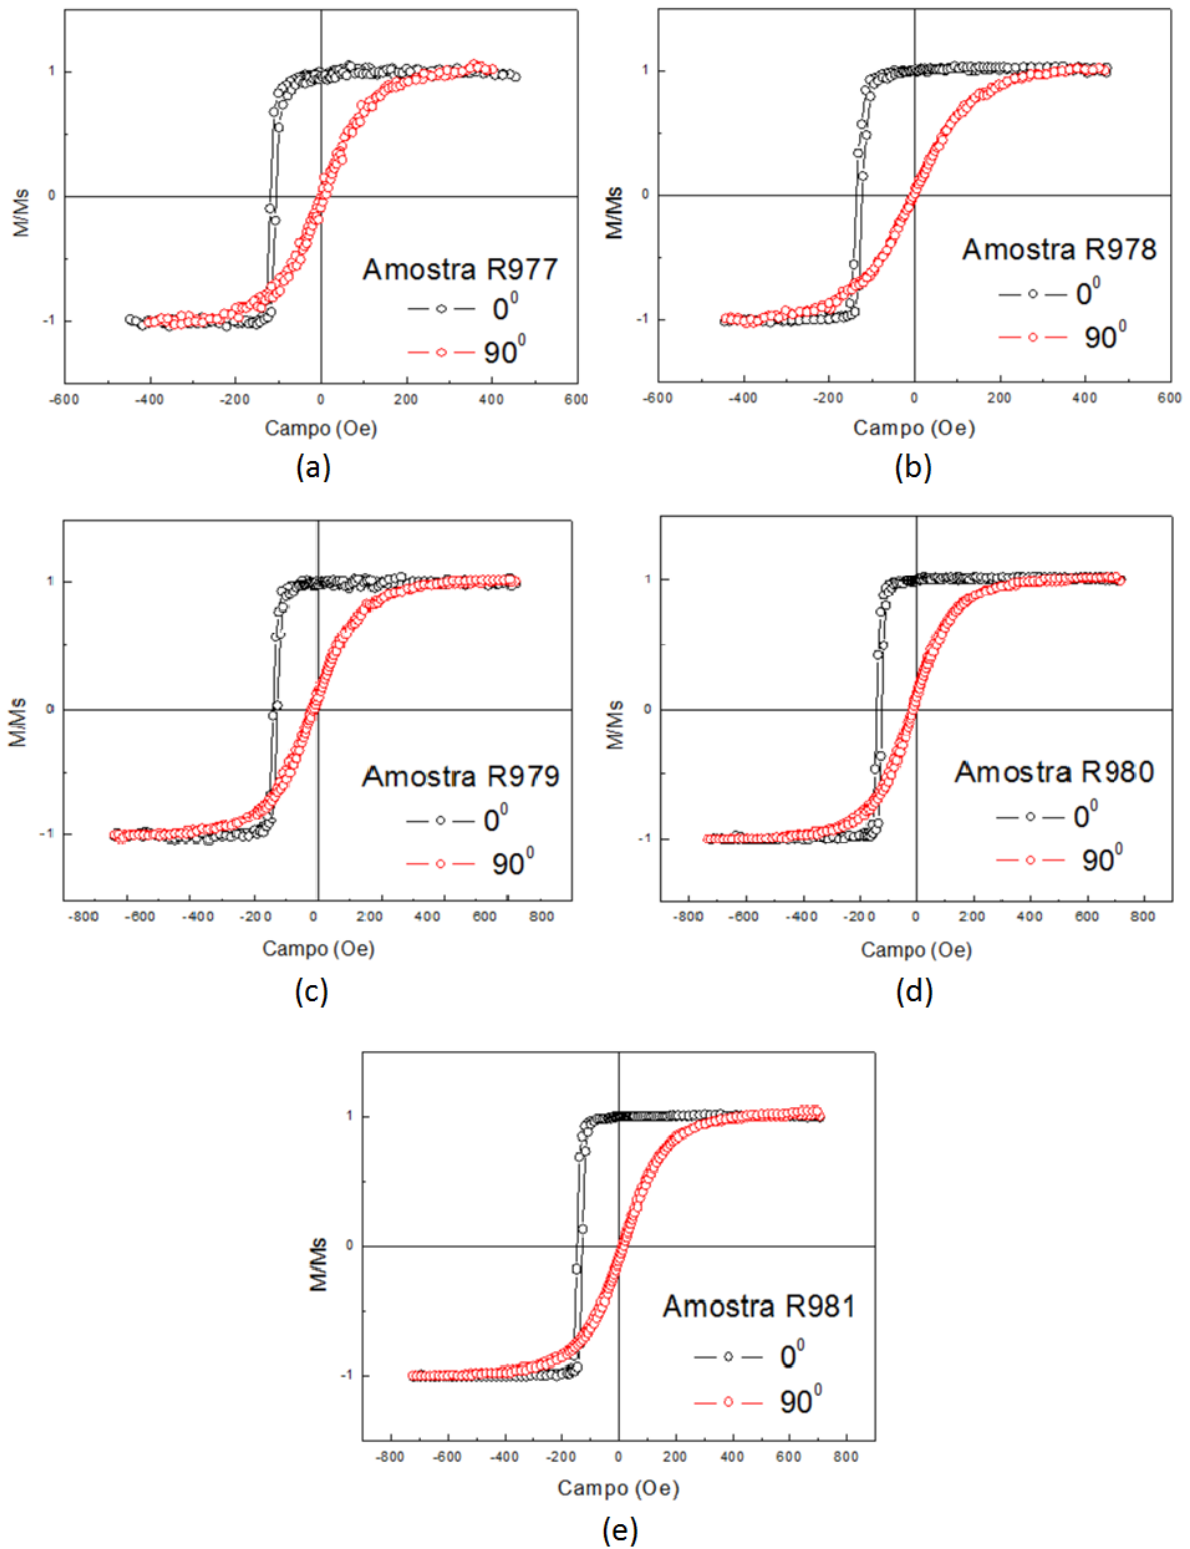 1
0
-1
M/Ms
Amostra R977
0⁰
90⁰
-600 -400 -200 0 200 400 600
Campo (Oe)
(a)
1
0
-1
M/Ms
Amostra R978
0⁰
90⁰
-600 -400 -200 0 200 400 600
Campo (Oe)
(b)
1
0
-1
M/Ms
Amostra R979
0⁰
90⁰
-800 -600 -400 -200 0 200 400 600 800
Campo (Oe)
(c)
1
0
-1
M/Ms
Amostra R980
0⁰
90⁰
-800 -600 -400 -200 0 200 400 600 800
Campo (Oe)
(d)
1
0
-1
M/Ms
Amostra R981
0⁰
90⁰
-800 -600 -400 -200 0 200 400 600 800
Campo (Oe)
(e)